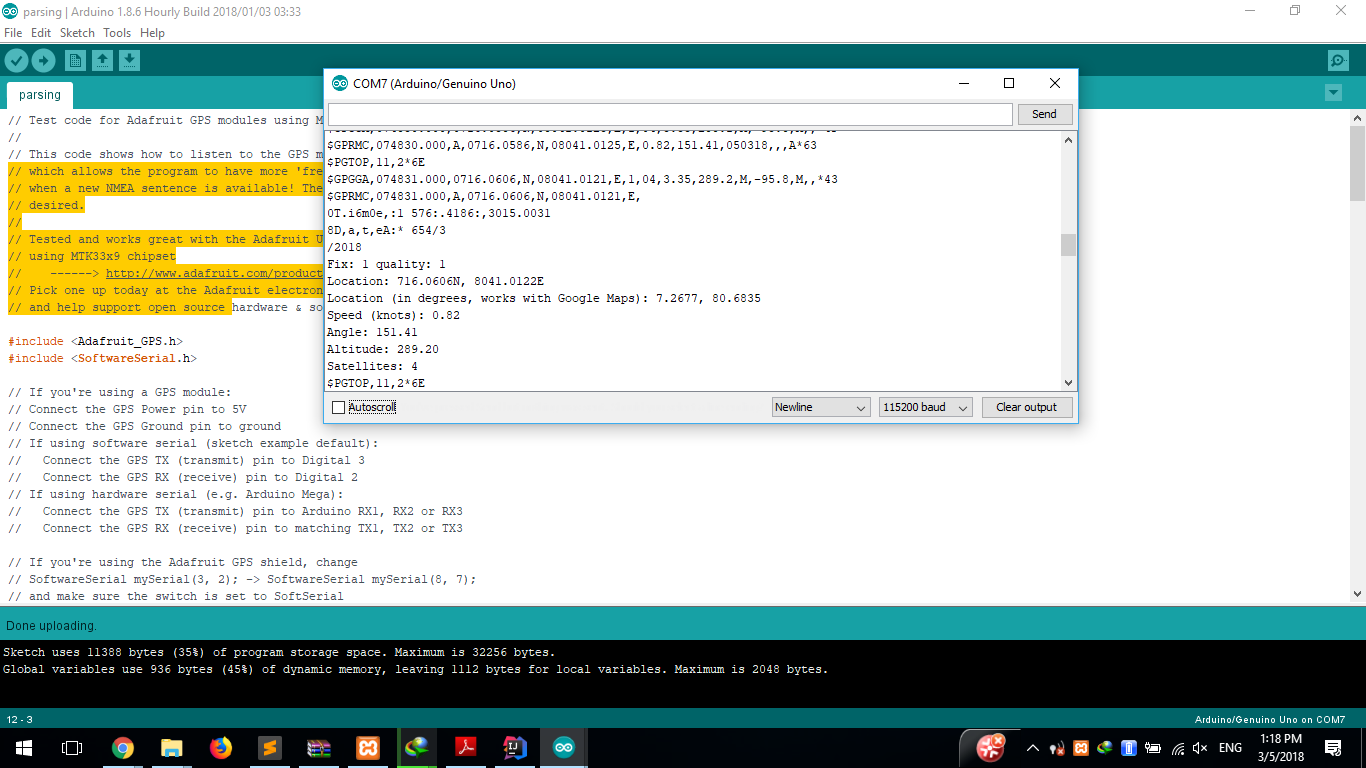 parsing | Arduino 1.8.6 Hourly Build 2018/01/03 03:33
File Edit Sketch Tools Help
parsing
// Test code for Adafruit GPS modules using M
//
// This code shows how to listen to the GPS m
// which allows the program to have more 'fre
// when a new NMEA sentence is available! The
// desired.
//
// Tested and works great with the Adafruit U
// using MTK33x9 chipset
//    ------> http://www.adafruit.com/product
// Pick one up today at the Adafruit electron
// and help support open source hardware & so
#include <Adafruit_GPS.h>
#include <SoftwareSerial.h>
// If you're using a GPS module:
// Connect the GPS Power pin to 5V
// Connect the GPS Ground pin to ground
// If using software serial (sketch example default):
//   Connect the GPS TX (transmit) pin to Digital 3
//   Connect the GPS RX (receive) pin to Digital 2
// If using hardware serial (e.g. Arduino Mega):
//   Connect the GPS TX (transmit) pin to Arduino RX1, RX2 or RX3
//   Connect the GPS RX (receive) pin to matching TX1, TX2 or TX3
// If you're using the Adafruit GPS shield, change
// SoftwareSerial mySerial(3, 2); -> SoftwareSerial mySerial(8, 7);
// and make sure the switch is set to SoftSerial
COM7 (Arduino/Genuino Uno)
Send
$GPRMC,074830.000,A,0716.0586,N,08041.0125,E,0.82,151.41,050318,,,A*63
$PGTOP,11,2*6E
$GPGGA,074831.000,0716.0606,N,08041.0121,E,1,04,3.35,289.2,M,-95.8,M,,*43
$GPRMC,074831.000,A,0716.0606,N,08041.0121,E,
0T.i6m0e,:1 576:.4186:,3015.0031
8D,a,t,eA:* 654/3
/2018
Fix: 1 quality: 1
Location: 716.0606N, 8041.0122E
Location (in degrees, works with Google Maps): 7.2677, 80.6835
Speed (knots): 0.82
Angle: 151.41
Altitude: 289.20
Satellites: 4
$PGTOP,11,2*6E
Autoscroll
Newline
115200 baud
Clear output
Done uploading.
Sketch uses 11388 bytes (35%) of program storage space. Maximum is 32256 bytes.
Global variables use 936 bytes (45%) of dynamic memory, leaving 1112 bytes for local variables. Maximum is 2048 bytes.
12 - 3
Arduino/Genuino Uno on COM7
ENG
1:18 PM
3/5/2018